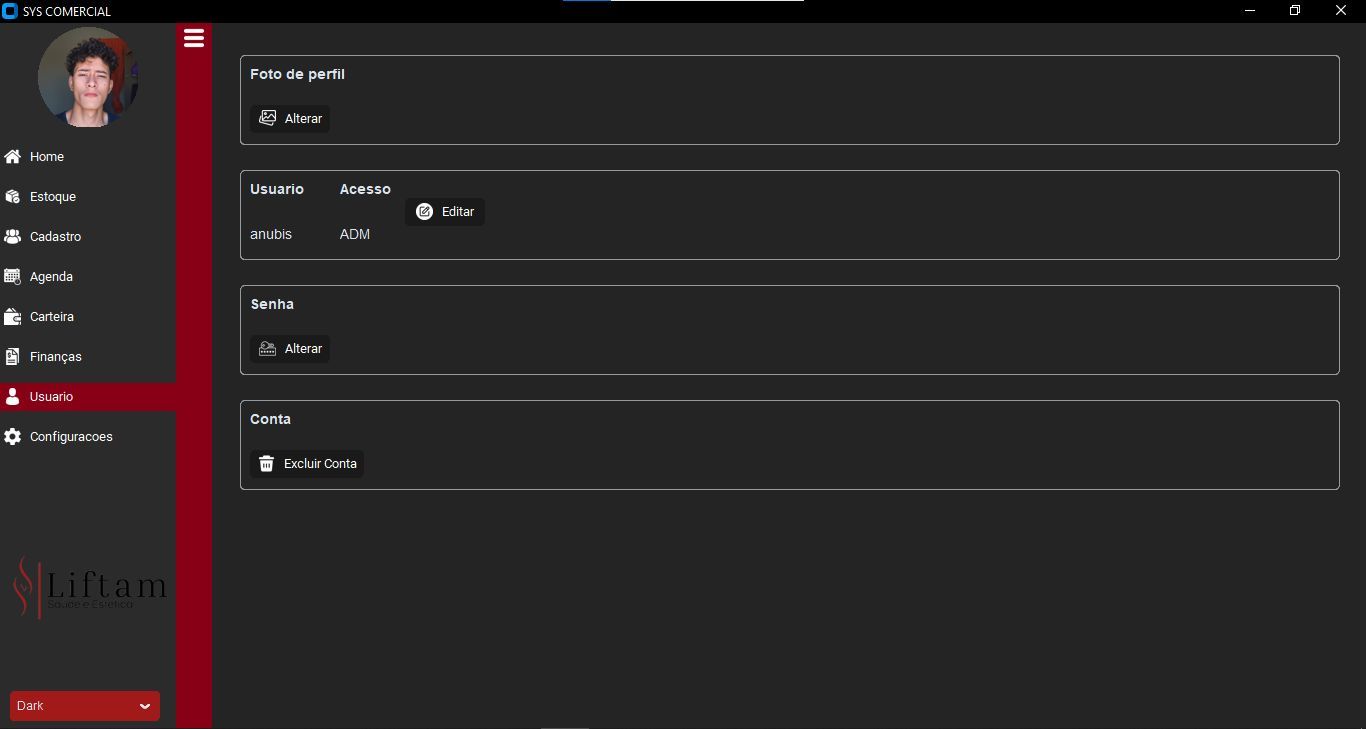 SYS COMERCIAL
Home
Estoque
Cadastro
Agenda
Carteira
Finanças
Usuario
Configuracoes
Liftam
Saúde e Estética
Dark
Foto de perfil
Alterar
Usuario Acesso
Editar
anubis ADM
Senha
Alterar
Conta
Excluir Conta